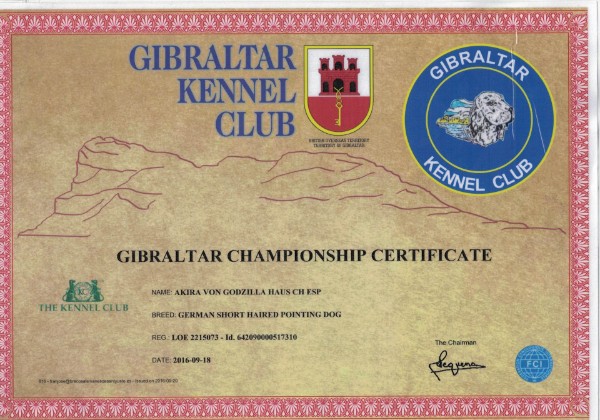 GIBRALTAR
KENNEL
CLUB
GIBRALTAR
KENNEL CLUB
GIBRALTAR CHAMPIONSHIP CERTIFICATE
THE KENNEL CLUB
NAME: AKIRA VON GODZILLA HAUS CH ESP
BREED: GERMAN SHORT HAIRED POINTING DOG
REG.: LOE 2215073 - Id. 642090000517310
DATE: 2016-09-18
The Chairman
FCI